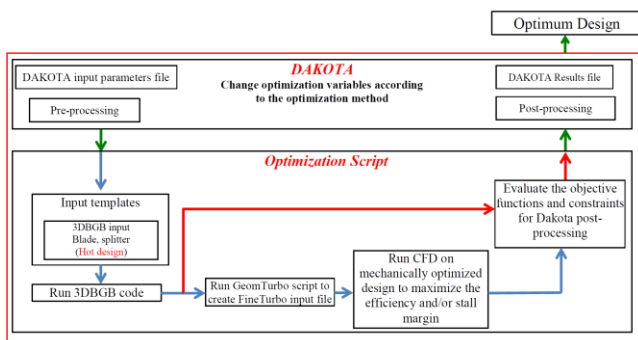 Optimum Design
DAKOTA
Change optimization variables according
to the optimization method
DAKOTA input parameters file
Pre-processing
DAKOTA Results file
Post-processing
Optimization Script
Input templates
3DBGB input
Blade, splitter
(Hot design)
Run 3DBGB code
Run GeomTurbo script to
create FineTurbo input file
Run CFD on
mechanically optimized
design to maximize the
efficiency and/or stall
margin
Evaluate the objective
functions and constraints
for Dakota post-
processing